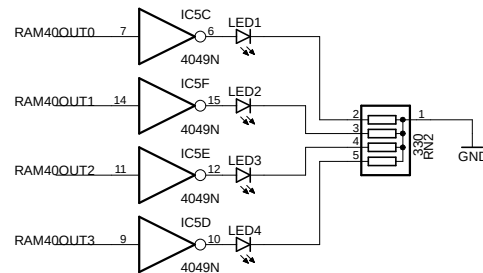 IC5C
RAM40OUT0 7 6 LED1
4049N
IC5F
RAM40OUT1 14 15 LED2
4049N
2 1
3
4
5
330
RN2
GND
IC5E
RAM40OUT2 11 12 LED3
4049N
IC5D
RAM40OUT3 9 10 LED4
4049N